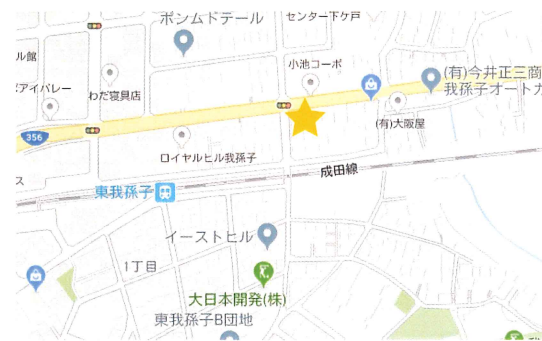 ボンムドテール
センター下ケ戸
ル館
小池コーポ
(有)今井正三商
我孫子オートガ
ぎアイバレー
わだ寝具店
(有)大阪屋
356
ロイヤルヒル我孫子
成田線
ス
東我孫子
イーストヒル
1丁目
大日本開発(株)
東我孫子B団地